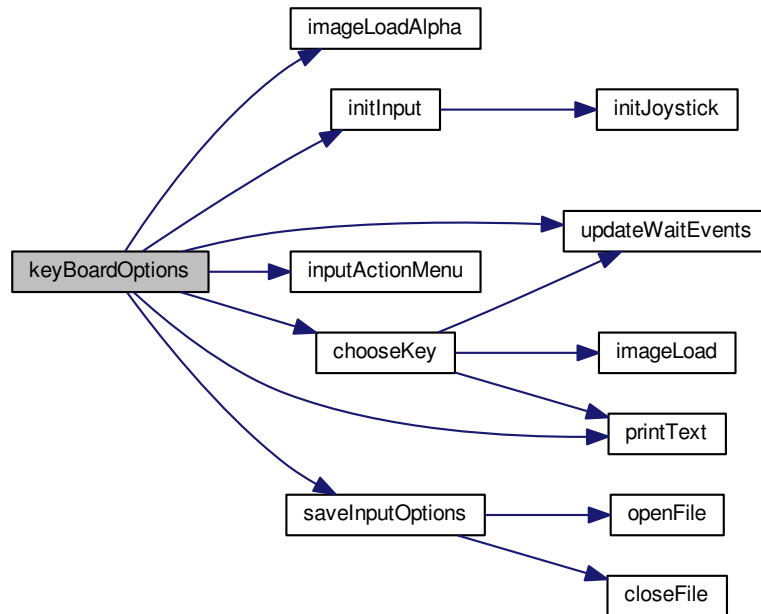 imageLoadAlpha
initInput
initJoystick
updateWaitEvents
keyBoardOptions
inputActionMenu
chooseKey
imageLoad
printText
saveInputOptions
openFile
closeFile